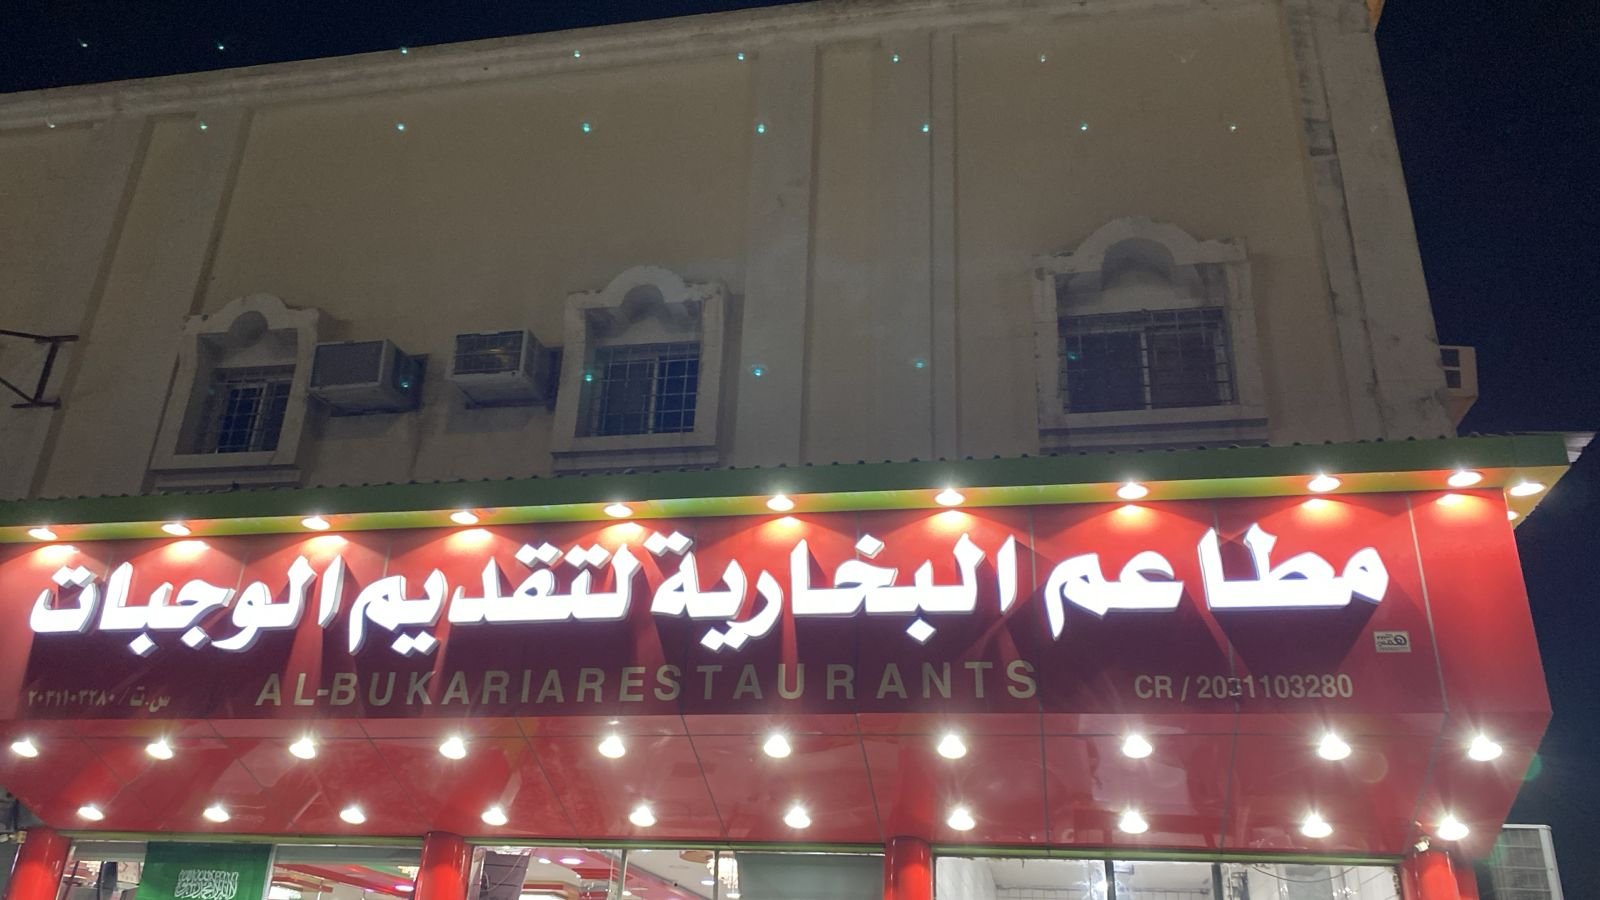 مطاعم البخارية لتقديم الوجبات
AL-BUKARIARESTAURANTS
CR / 2031103280
س.ت / ٢٠٣١١٠٣٢٨٠